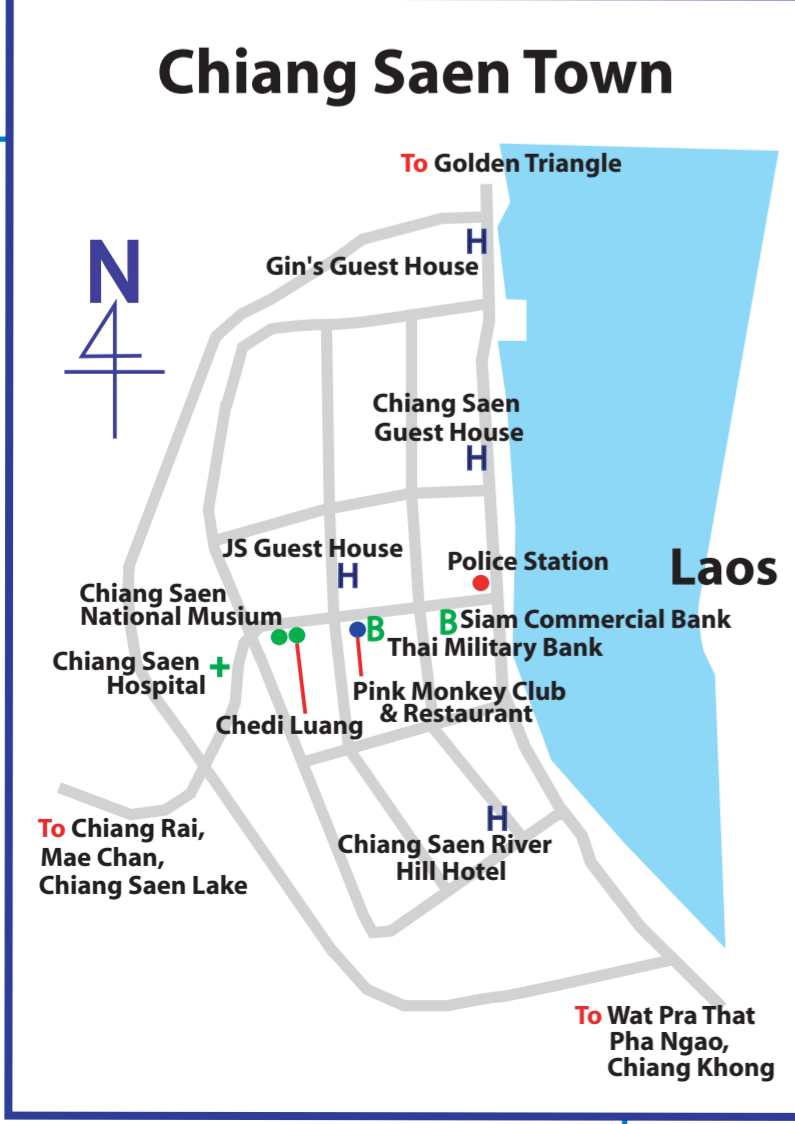 Chiang Saen Town
To Golden Triangle
N
H
Gin's Guest House
Chiang Saen
Guest House
H
JS Guest House
H
Police Station
Laos
Chiang Saen
National Musium
B
B
Siam Commercial Bank
Thai Military Bank
Chiang Saen
Hospital
Pink Monkey Club
& Restaurant
Chedi Luang
H
Chiang Saen River
Hill Hotel
To Chiang Rai,
Mae Chan,
Chiang Saen Lake
To Wat Pra That
Pha Ngao,
Chiang Khong